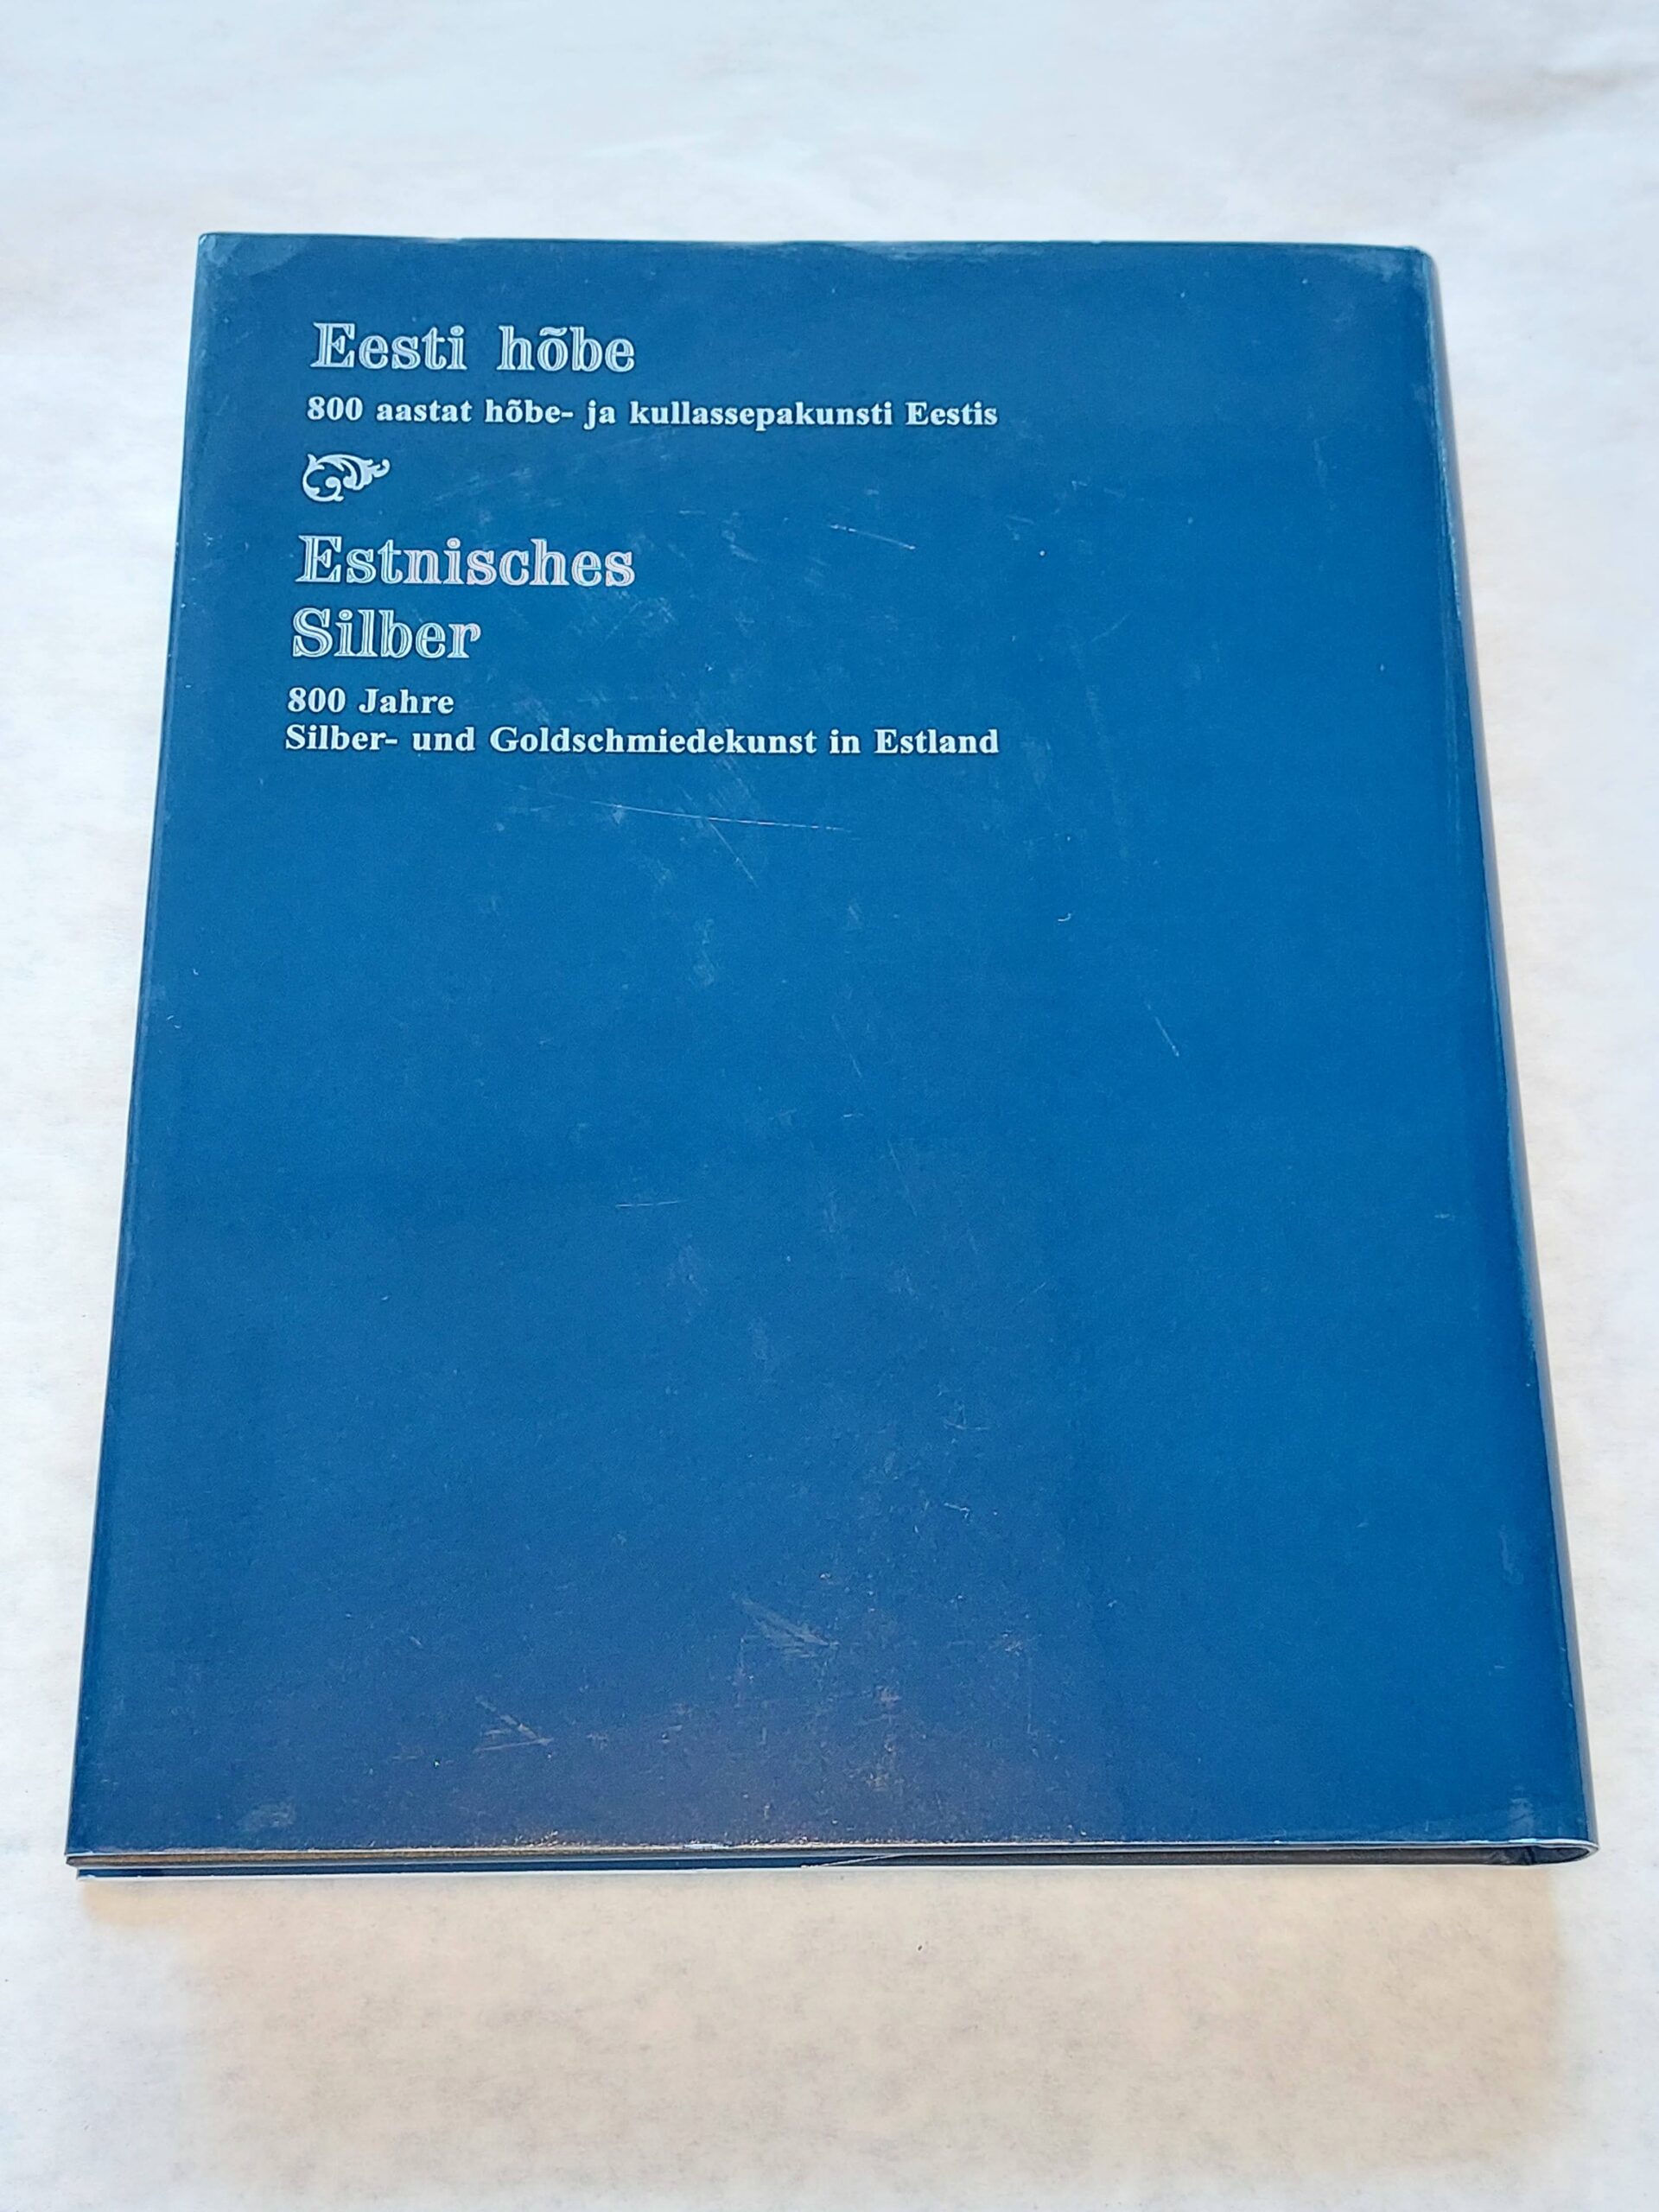 Eesti hõbe
800 aastat hõbe- ja kullassepakunsti Eestis
Estnisches
Silber
800 Jahre
Silber- und Goldschmiedekunst in Estland